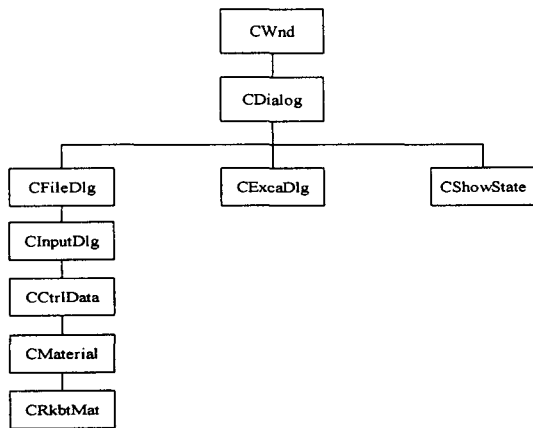 CWnd
CDialog
CFileDlg
CExcaDlg
CShowState
CInputDlg
CCtrlData
CMaterial
CRkbtMat